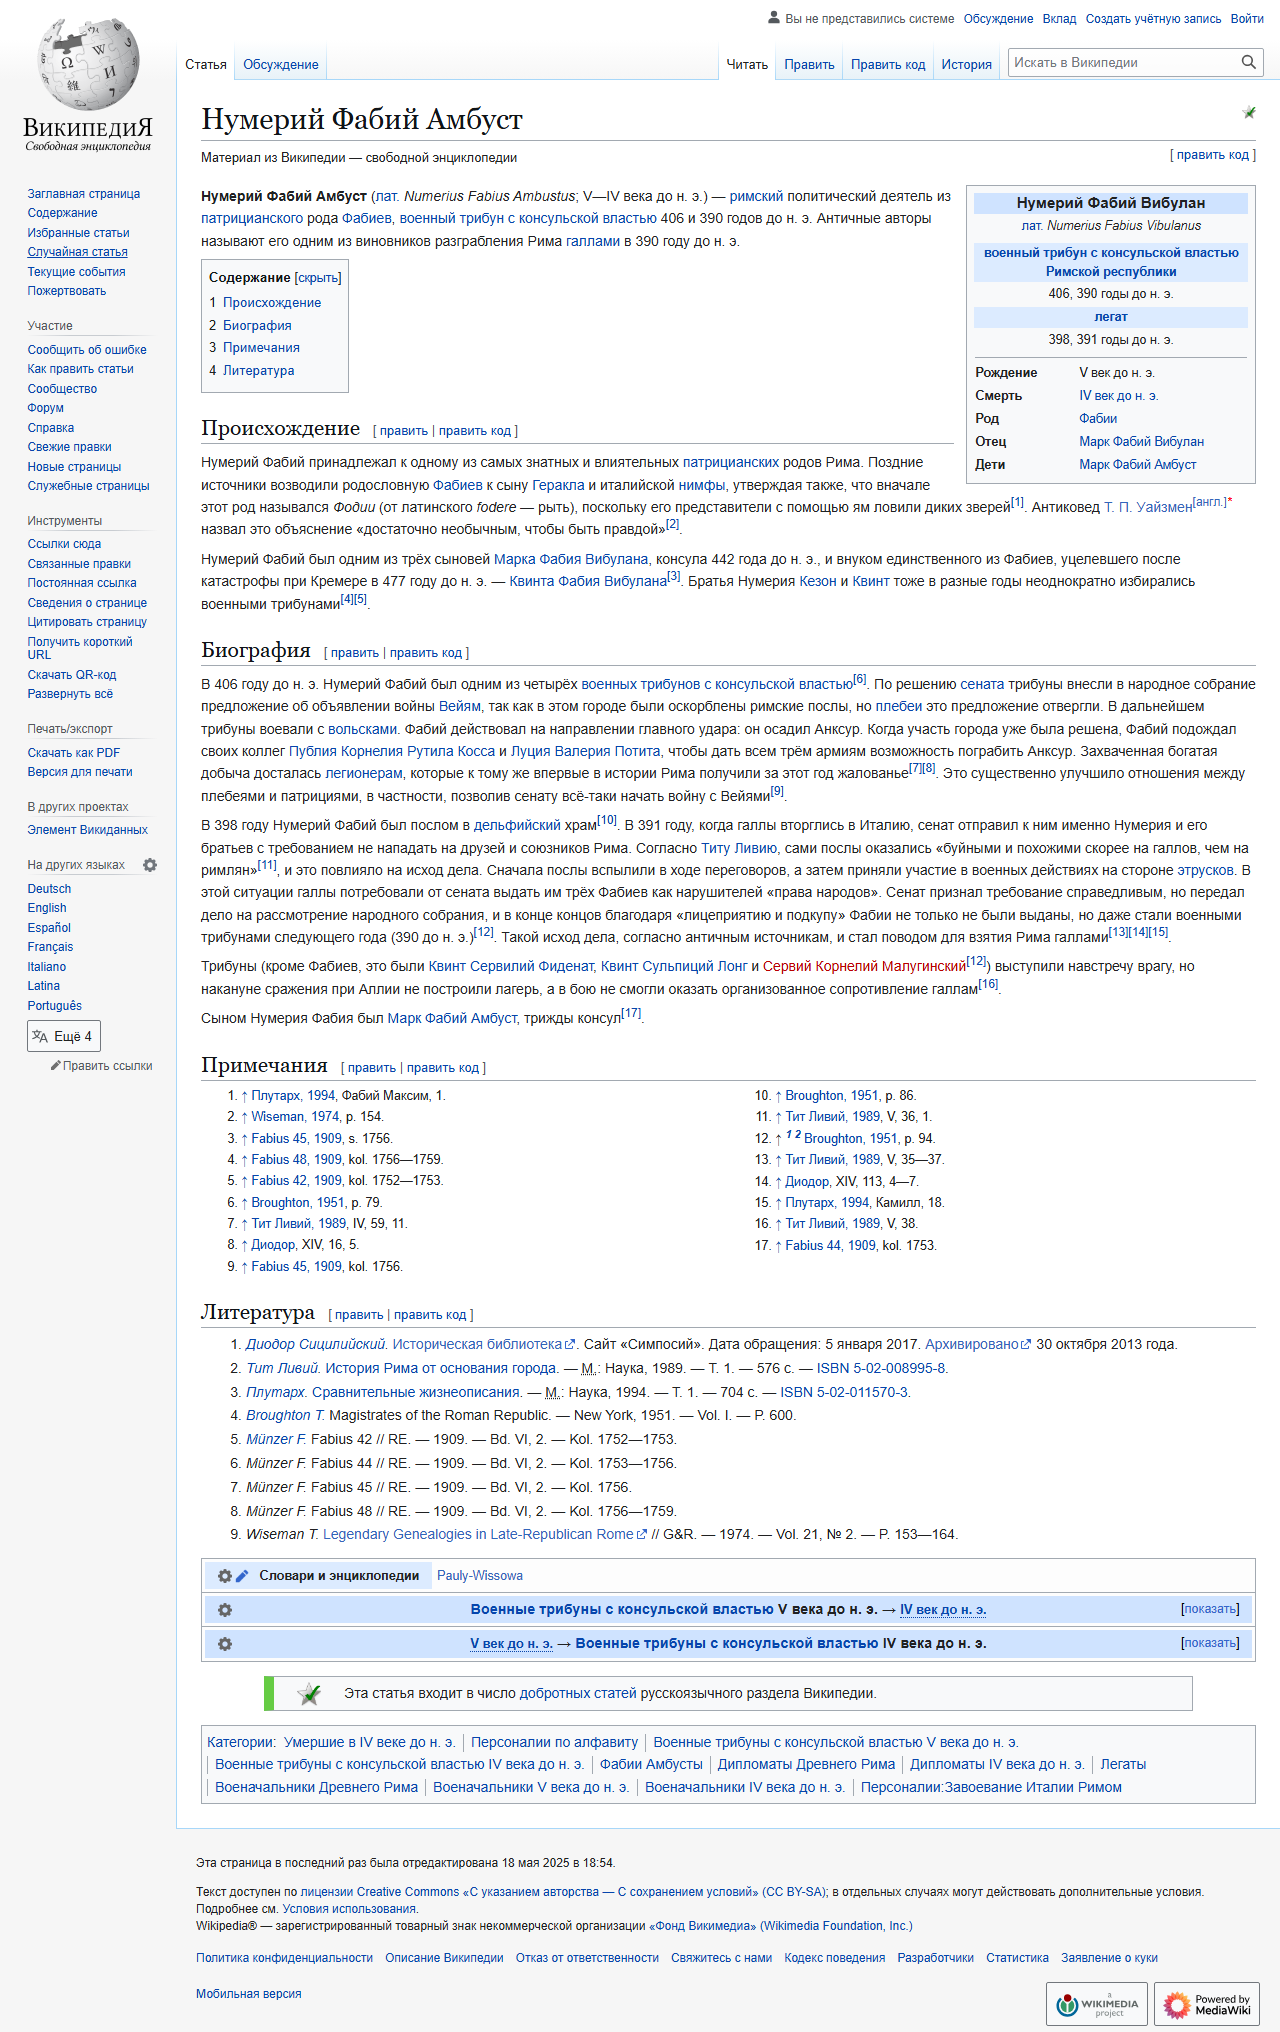 Вы не представились системе Обсуждение Вклад Создать учётную запись Войти
Статья Обсуждение Читать Править Править код История Искать в Википедии
ВИКИПЕДИЯ
Свободная энциклопедия
Заглавная страница
Содержание
Избранные статьи
Случайная статья
Текущие события
Пожертвовать
Участие
Сообщить об ошибке
Как править статьи
Сообщество
Форум
Справка
Свежие правки
Новые страницы
Служебные страницы
Инструменты
Ссылки сюда
Связанные правки
Постоянная ссылка
Сведения о странице
Цитировать страницу
Получить короткий
URL
Скачать QR-код
Развернуть всё
Печать/экспорт
Скачать как PDF
Версия для печати
В других проектах
Элемент Викиданных
На других языках
Deutsch
English
Español
Français
Italiano
Latina
Português
Ещё 4
Править ссылки
Нумерий Фабий Амбуст
Материал из Википедии — свободной энциклопедии
[ править код ]
Нумерий Фабий Амбуст (лат. Numerius Fabius Ambustus; V—IV века до н. э.) — римский политический деятель из
патрицианского рода Фабиев, военный трибун с консульской властью 406 и 390 годов до н. э. Античные авторы
называют его одним из виновников разграбления Рима галлами в 390 году до н. э.
Нумерий Фабий Вибулан
лат. Numerius Fabius Vibulanus
военный трибун с консульской властью
Римской республики
406, 390 годы до н. э.
легат
398, 391 годы до н. э.
Рождение V век до н. э.
Смерть IV век до н. э.
Род Фабии
Отец Марк Фабий Вибулан
Дети Марк Фабий Амбуст
Содержание [скрыть]
1 Происхождение
2 Биография
3 Примечания
4 Литература
Происхождение [ править | править код ]
Нумерий Фабий принадлежал к одному из самых знатных и влиятельных патрицианских родов Рима. Поздние
источники возводили родословную Фабиев к сыну Геракла и италийской нимфы, утверждая также, что вначале
этот род назывался Фодии (от латинского fodere — рыть), поскольку его представители с помощью ям ловили диких зверей[1]. Антиковед Т. П. Уайзмен[англ.]*
назвал это объяснение «достаточно необычным, чтобы быть правдой»[2].
Нумерий Фабий был одним из трёх сыновей Марка Фабия Вибулана, консула 442 года до н. э., и внуком единственного из Фабиев, уцелевшего после
катастрофы при Кремере в 477 году до н. э. — Квинта Фабия Вибулана[3]. Братья Нумерия Кезон и Квинт тоже в разные годы неоднократно избирались
военными трибунами[4][5].
Биография [ править | править код ]
В 406 году до н. э. Нумерий Фабий был одним из четырёх военных трибунов с консульской властью[6]. По решению сената трибуны внесли в народное собрание
предложение об объявлении войны Вейям, так как в этом городе были оскорблены римские послы, но плебеи это предложение отвергли. В дальнейшем
трибуны воевали с вольсками. Фабий действовал на направлении главного удара: он осадил Анксур. Когда участь города уже была решена, Фабий подождал
своих коллег Публия Корнелия Рутила Косса и Луция Валерия Потита, чтобы дать всем трём армиям возможность пограбить Анксур. Захваченная богатая
добыча досталась легионерам, которые к тому же впервые в истории Рима получили за этот год жалованье[7][8]. Это существенно улучшило отношения между
плебеями и патрициями, в частности, позволив сенату всё-таки начать войну с Вейями[9].
В 398 году Нумерий Фабий был послом в дельфийский храм[10]. В 391 году, когда галлы вторглись в Италию, сенат отправил к ним именно Нумерия и его
братьев с требованием не нападать на друзей и союзников Рима. Согласно Титу Ливию, сами послы оказались «буйными и похожими скорее на галлов, чем на
римлян»[11], и это повлияло на исход дела. Сначала послы вспылили в ходе переговоров, а затем приняли участие в военных действиях на стороне этрусков. В
этой ситуации галлы потребовали от сената выдать им трёх Фабиев как нарушителей «права народов». Сенат признал требование справедливым, но передал
дело на рассмотрение народного собрания, и в конце концов благодаря «лицеприятию и подкупу» Фабии не только не были выданы, но даже стали военными
трибунами следующего года (390 до н. э.)[12]. Такой исход дела, согласно античным источникам, и стал поводом для взятия Рима галлами[13][14][15].
Трибуны (кроме Фабиев, это были Квинт Сервилий Фиденат, Квинт Сульпиций Лонг и Сервий Корнелий Малугинский[12]) выступили навстречу врагу, но
накануне сражения при Аллии не построили лагерь, а в бою не смогли оказать организованное сопротивление галлам[16].
Сыном Нумерия Фабия был Марк Фабий Амбуст, трижды консул[17].
Примечания [ править | править код ]
1. ↑ Плутарх, 1994, Фабий Максим, 1.
2. ↑ Wiseman, 1974, p. 154.
3. ↑ Fabius 45, 1909, s. 1756.
4. ↑ Fabius 48, 1909, kol. 1756—1759.
5. ↑ Fabius 42, 1909, kol. 1752—1753.
6. ↑ Broughton, 1951, p. 79.
7. ↑ Тит Ливий, 1989, IV, 59, 11.
8. ↑ Диодор, XIV, 16, 5.
9. ↑ Fabius 45, 1909, kol. 1756.
10. ↑ Broughton, 1951, p. 86.
11. ↑ Тит Ливий, 1989, V, 36, 1.
12. ↑ 1 2 Broughton, 1951, p. 94.
13. ↑ Тит Ливий, 1989, V, 35—37.
14. ↑ Диодор, XIV, 113, 4—7.
15. ↑ Плутарх, 1994, Камилл, 18.
16. ↑ Тит Ливий, 1989, V, 38.
17. ↑ Fabius 44, 1909, kol. 1753.
Литература [ править | править код ]
1. Диодор Сицилийский. Историческая библиотека. Сайт «Симпосий». Дата обращения: 5 января 2017. Архивировано 30 октября 2013 года.
2. Тит Ливий. История Рима от основания города. — М.: Наука, 1989. — Т. 1. — 576 с. — ISBN 5-02-008995-8.
3. Плутарх. Сравнительные жизнеописания. — М.: Наука, 1994. — Т. 1. — 704 с. — ISBN 5-02-011570-3.
4. Broughton T. Magistrates of the Roman Republic. — New York, 1951. — Vol. I. — P. 600.
5. Münzer F. Fabius 42 // RE. — 1909. — Bd. VI, 2. — Kol. 1752—1753.
6. Münzer F. Fabius 44 // RE. — 1909. — Bd. VI, 2. — Kol. 1753—1756.
7. Münzer F. Fabius 45 // RE. — 1909. — Bd. VI, 2. — Kol. 1756.
8. Münzer F. Fabius 48 // RE. — 1909. — Bd. VI, 2. — Kol. 1756—1759.
9. Wiseman T. Legendary Genealogies in Late-Republican Rome // G&R. — 1974. — Vol. 21, № 2. — P. 153—164.
Словари и энциклопедии Pauly-Wissowa
Военные трибуны с консульской властью V века до н. э. → IV век до н. э. [показать]
V века до н. э. → Военные трибуны с консульской властью IV века до н. э. [показать]
Эта статья входит в число добротных статей русскоязычного раздела Википедии.
Категории: Умершие в IV веке до н. э. Персоналии по алфавиту Военные трибуны с консульской властью V века до н. э.
Военные трибуны с консульской властью IV века до н. э. Фабии Амбусты Дипломаты Древнего Рима Дипломаты IV века до н. э. Легаты
Военачальники Древнего Рима Военачальники V века до н. э. Военачальники IV века до н. э. Персоналии:Завоевание Италии Римом
Эта страница в последний раз была отредактирована 18 мая 2025 в 18:54.
Текст доступен по лицензии Creative Commons «С указанием авторства — С сохранением условий» (CC BY-SA); в отдельных случаях могут действовать дополнительные условия.
Подробнее см. Условия использования.
Wikipedia® — зарегистрированный товарный знак некоммерческой организации «Фонд Викимедиа» (Wikimedia Foundation, Inc.)
Политика конфиденциальности Описание Википедии Отказ от ответственности Свяжитесь с нами Кодекс поведения Разработчики Статистика Заявление о куки
Мобильная версия
a
WIKIMEDIA
project
Powered by
MediaWiki